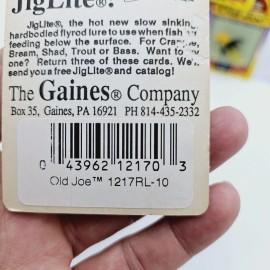 JigLite®!
JigLite®, the hot new slow sinking
hardbodied flyrod lure to use when fish
feeding below the surface. For Crappie,
Bream, Shad, Trout or Bass. Want to
one? Return three of these cards. We'll
send you a free JigLite® and catalog!
The Gaines® Company
Box 35, Gaines, PA 16921 PH 814-435-2332
0 43962 12170 3
Old Joe™ 1217RL-10